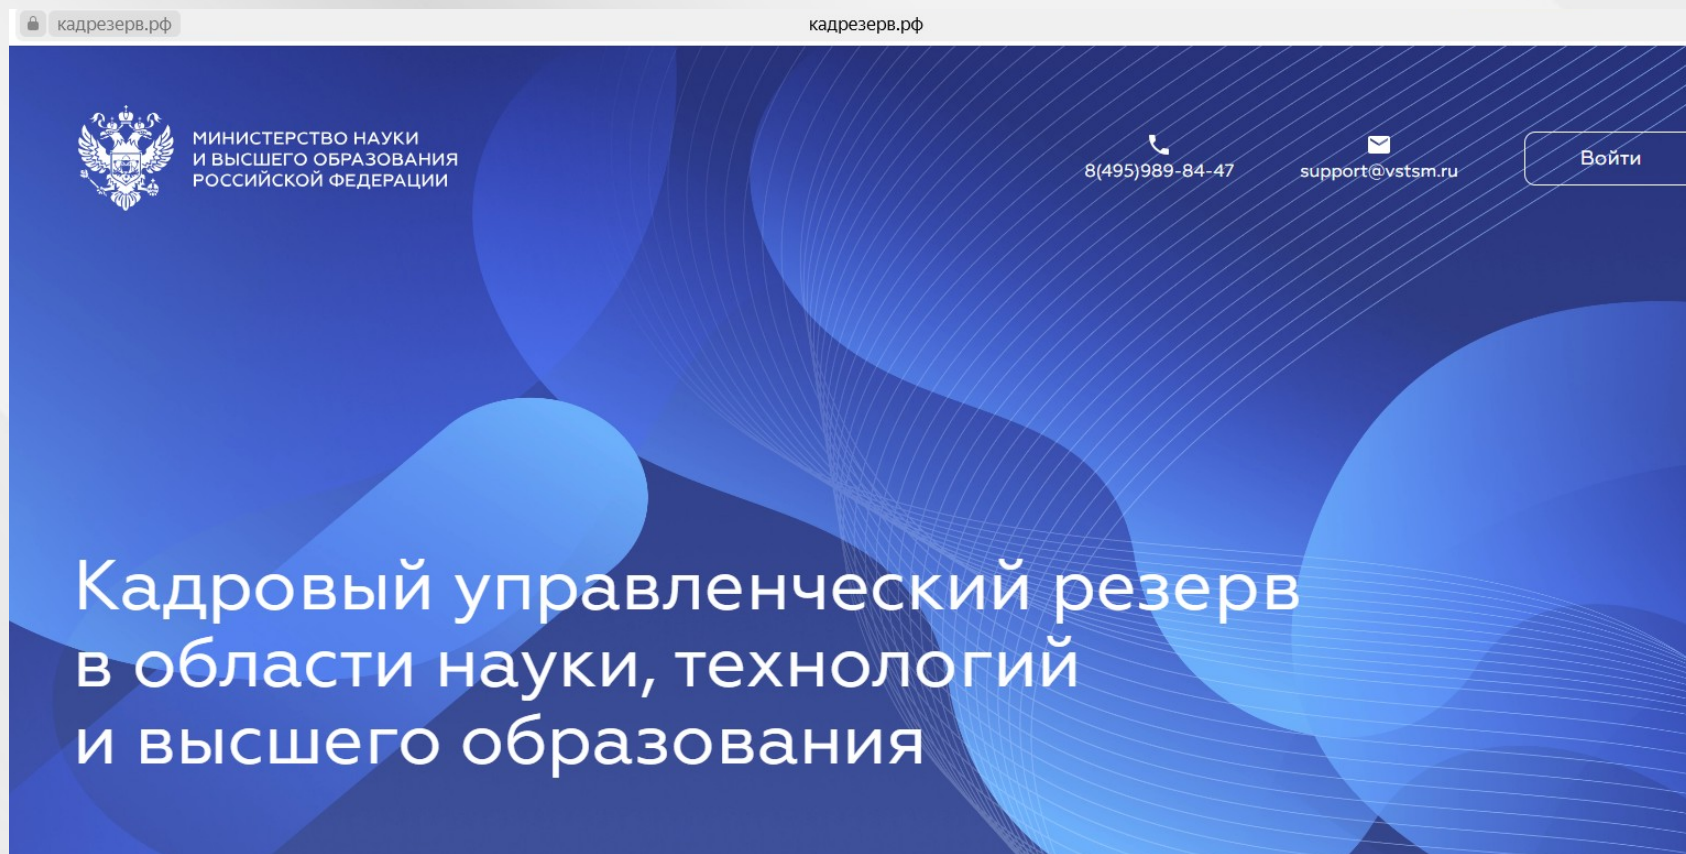 кадрезерв.рф
кадрезерв.рф
МИНИСТЕРСТВО НАУКИ
И ВЫСШЕГО ОБРАЗОВАНИЯ
РОССИЙСКОЙ ФЕДЕРАЦИИ
8(495)989-84-47
support@vstsm.ru
Войти
Кадровый управленческий резерв
в области науки, технологий
и высшего образования